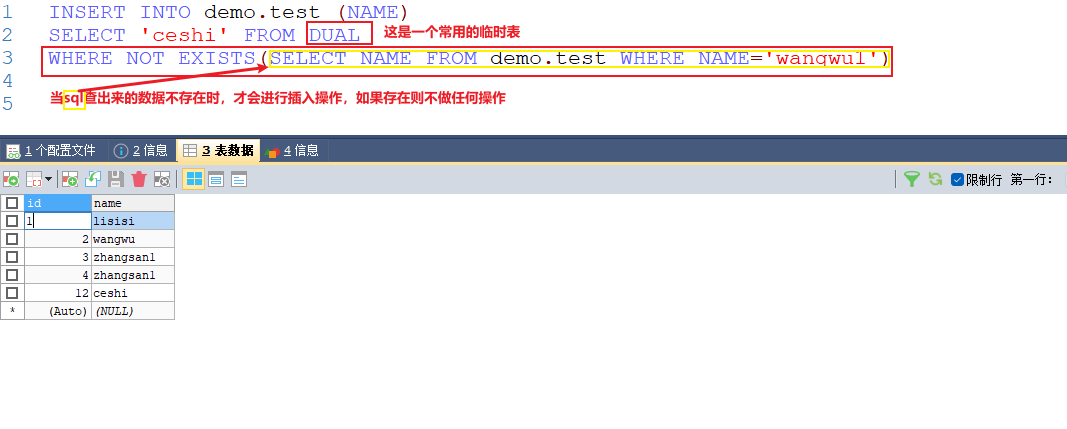 1 INSERT INTO demo.test (NAME)
2 SELECT 'ceshi' FROM DUAL 这是一个常用的临时表
3 WHERE NOT EXISTS(SELECT NAME FROM demo.test WHERE NAME='wangwu1')
4
5 当sql查出来的数据不存在时，才会进行插入操作，如果存在则不做任何操作
1 个配置文件 2 信息 3 表数据 4 信息
限制行 第一行:
id name
1 lisisi
2 wangwu
3 zhangsan1
4 zhangsan1
12 ceshi
* (Auto) (NULL)